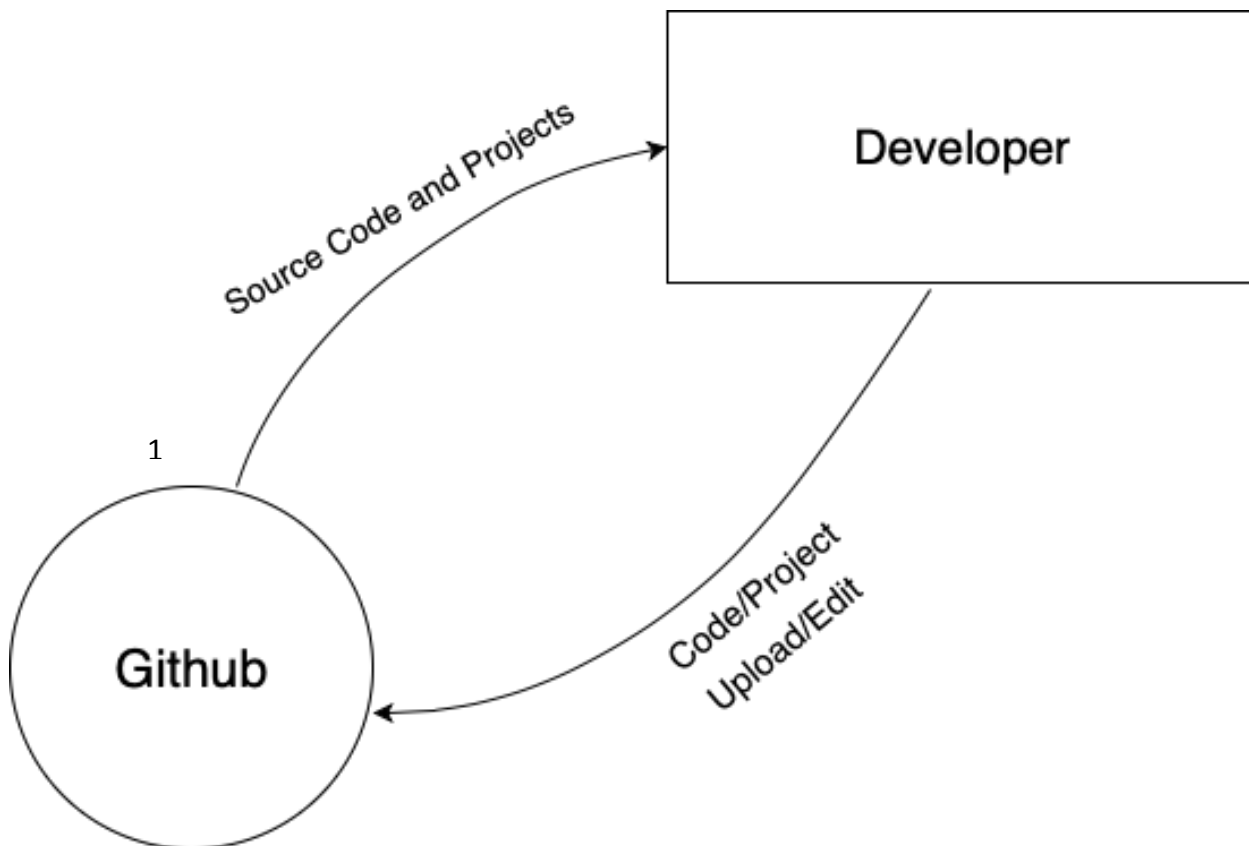 Developer
Source Code and Projects
1
Code/Project
Upload/Edit
Github